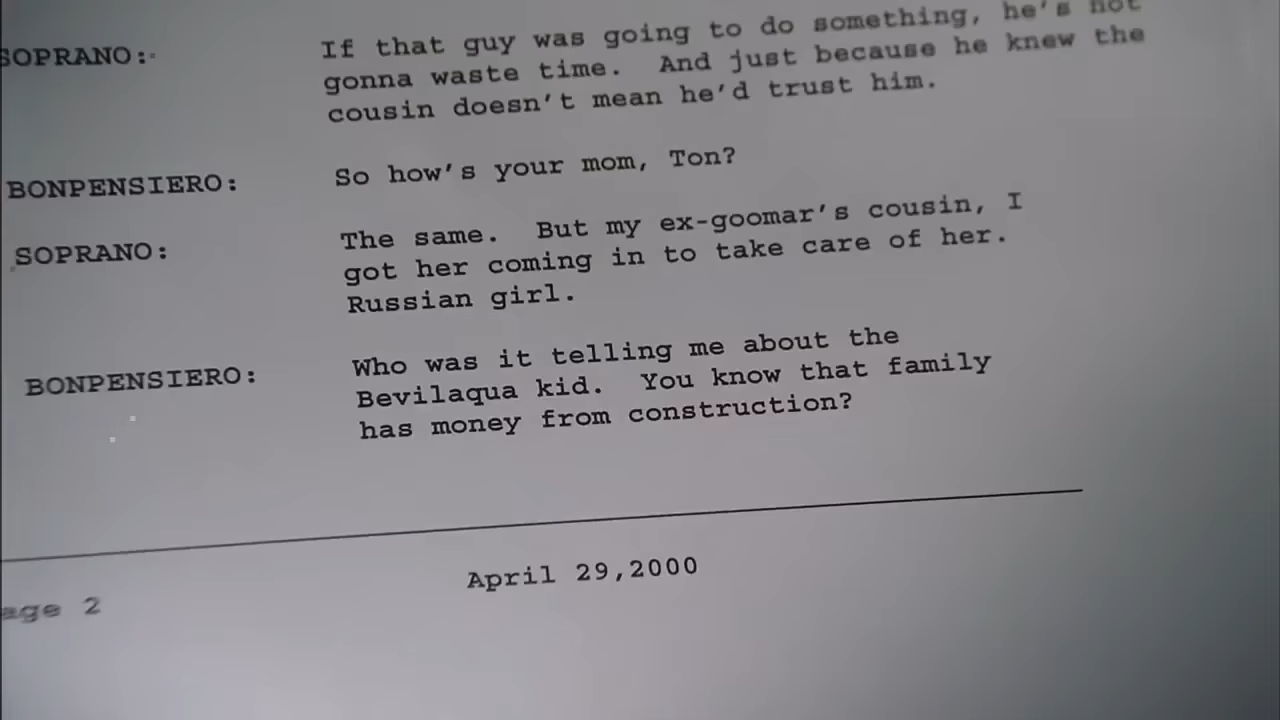 SOPRANO: If that guy was going to do something, he's not
gonna waste time. And just because he knew the
cousin doesn't mean he'd trust him.
BONPENSIERO: So how's your mom, Ton?
SOPRANO: The same. But my ex-goomar's cousin, I
got her coming in to take care of her.
Russian girl.
BONPENSIERO: Who was it telling me about the
Bevilaqua kid. You know that family
has money from construction?
April 29,2000
age 2